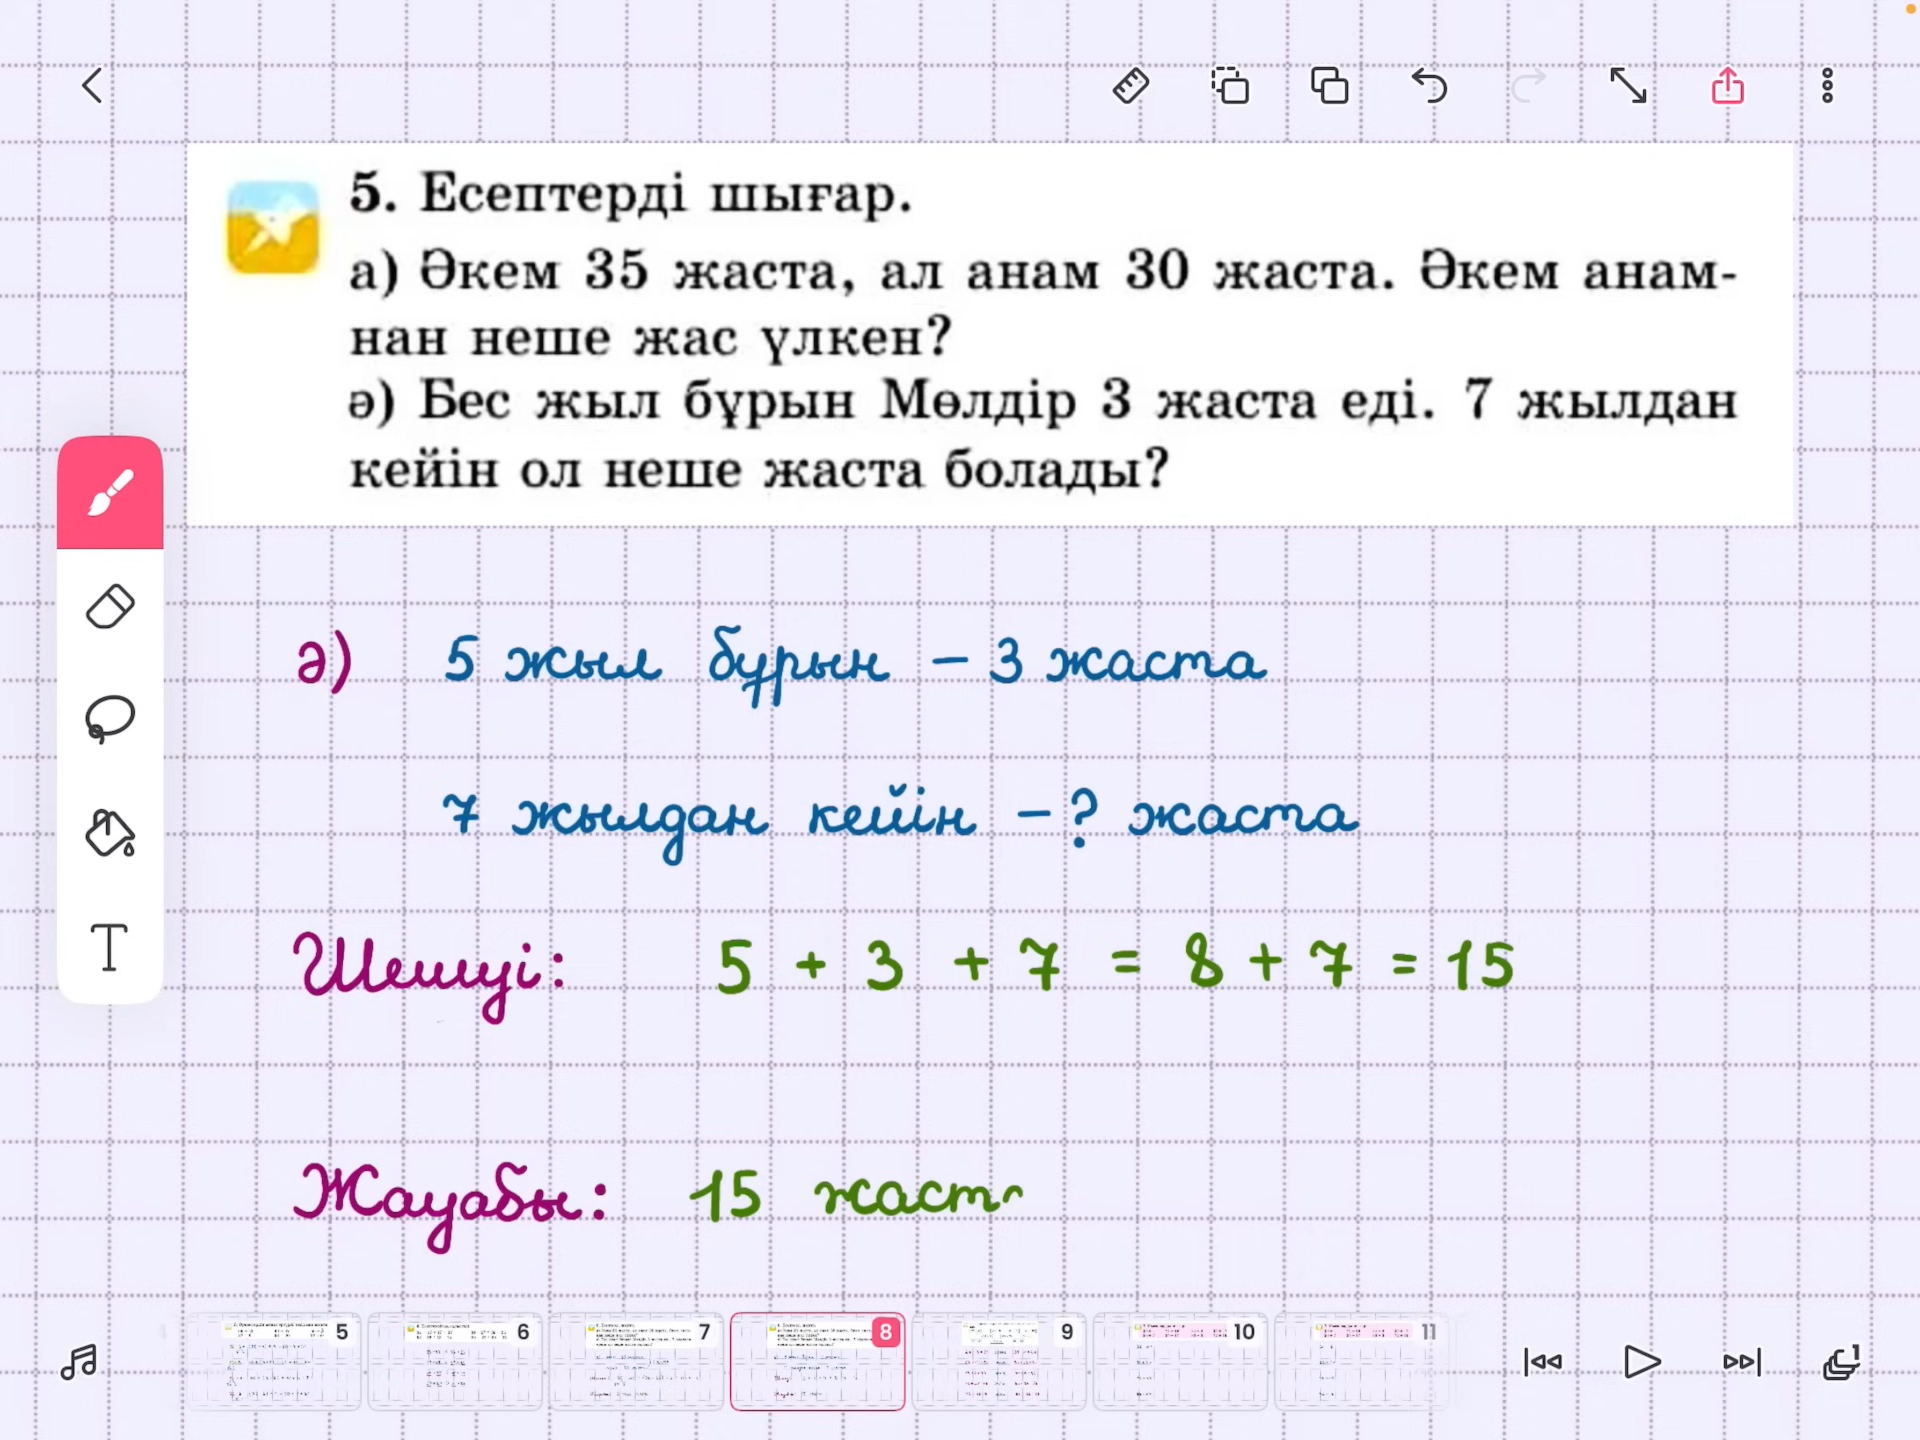 5. Есептерді шығар.
а) Әкем 35 жаста, ал анам 30 жаста. Әкем анам-
нан неше жас үлкен?
ә) Бес жыл бұрын Мөлдір 3 жаста еді. 7 жылдан
кейін ол неше жаста болады?
ә) 5 жыл бұрын – 3 жаста
7 жылдан кейін – ? жаста
Шешуі: 5 + 3 + 7 = 8 + 7 = 15
Жауабы: 15 жаст
T
5 6 7 8 9 10 11
1